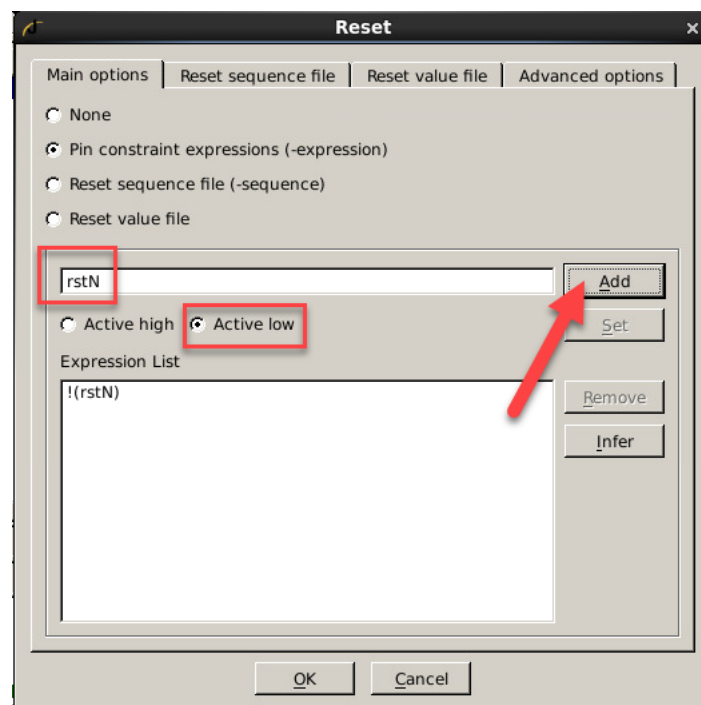 Reset
Main options Reset sequence file Reset value file Advanced options
None
Pin constraint expressions (-expression)
Reset sequence file (-sequence)
Reset value file
rstN Add
Active high Active low Set
Expression List
!(rstN)
Remove
Infer
OK Cancel